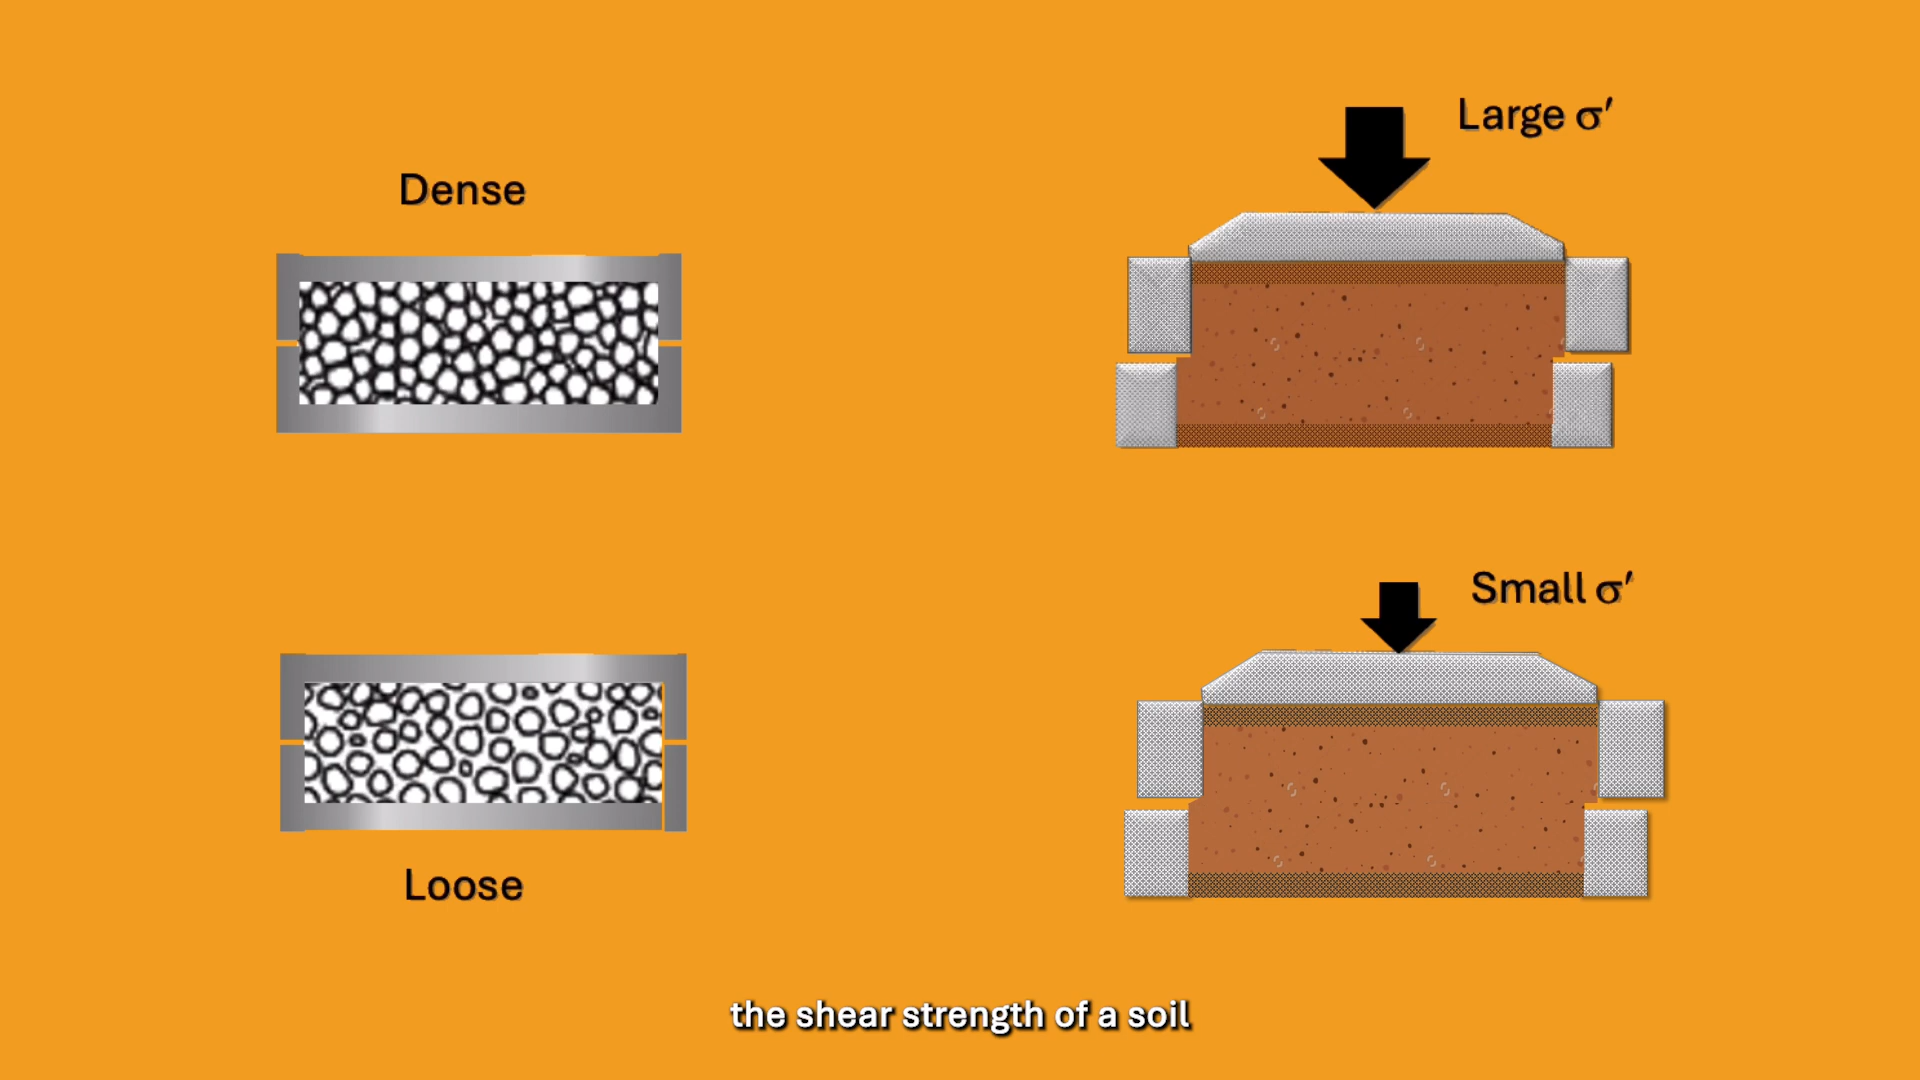 Large σ′
Dense
Small σ′
Loose
the shear strength of a soil